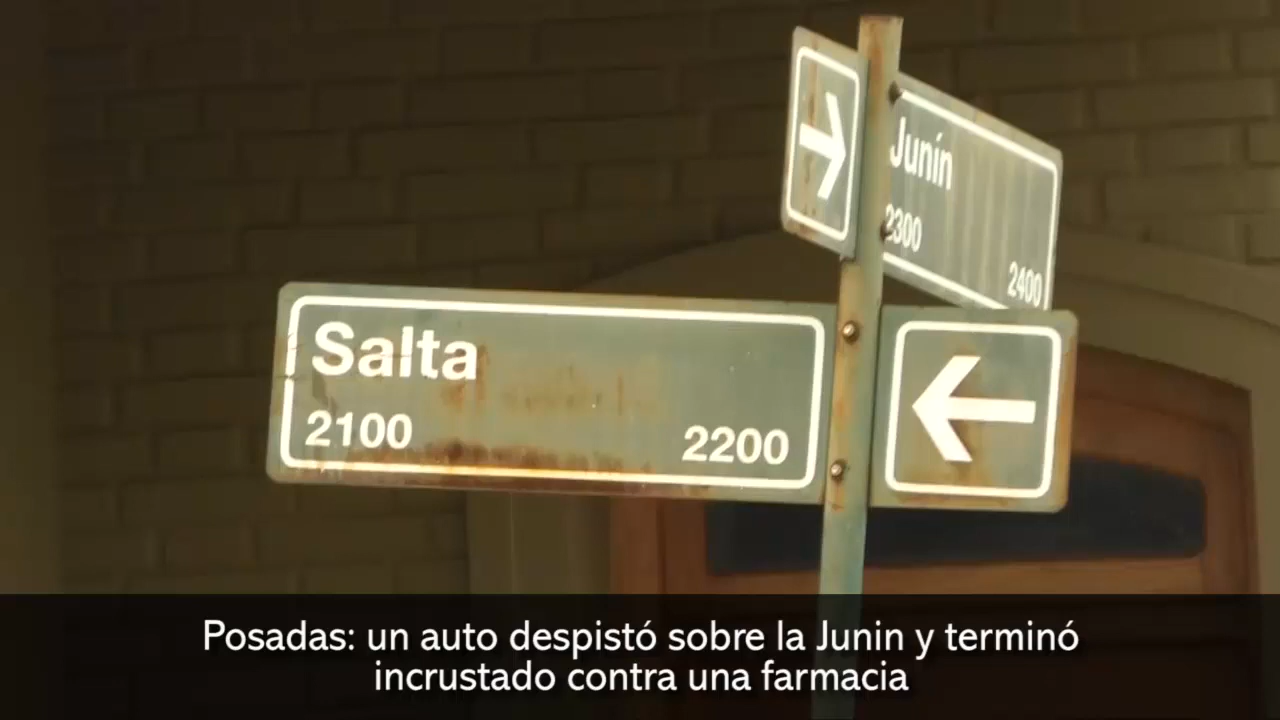 Junín
2300
2400
Salta
2100 2200
Posadas: un auto despistó sobre la Junin y terminó
incrustado contra una farmacia